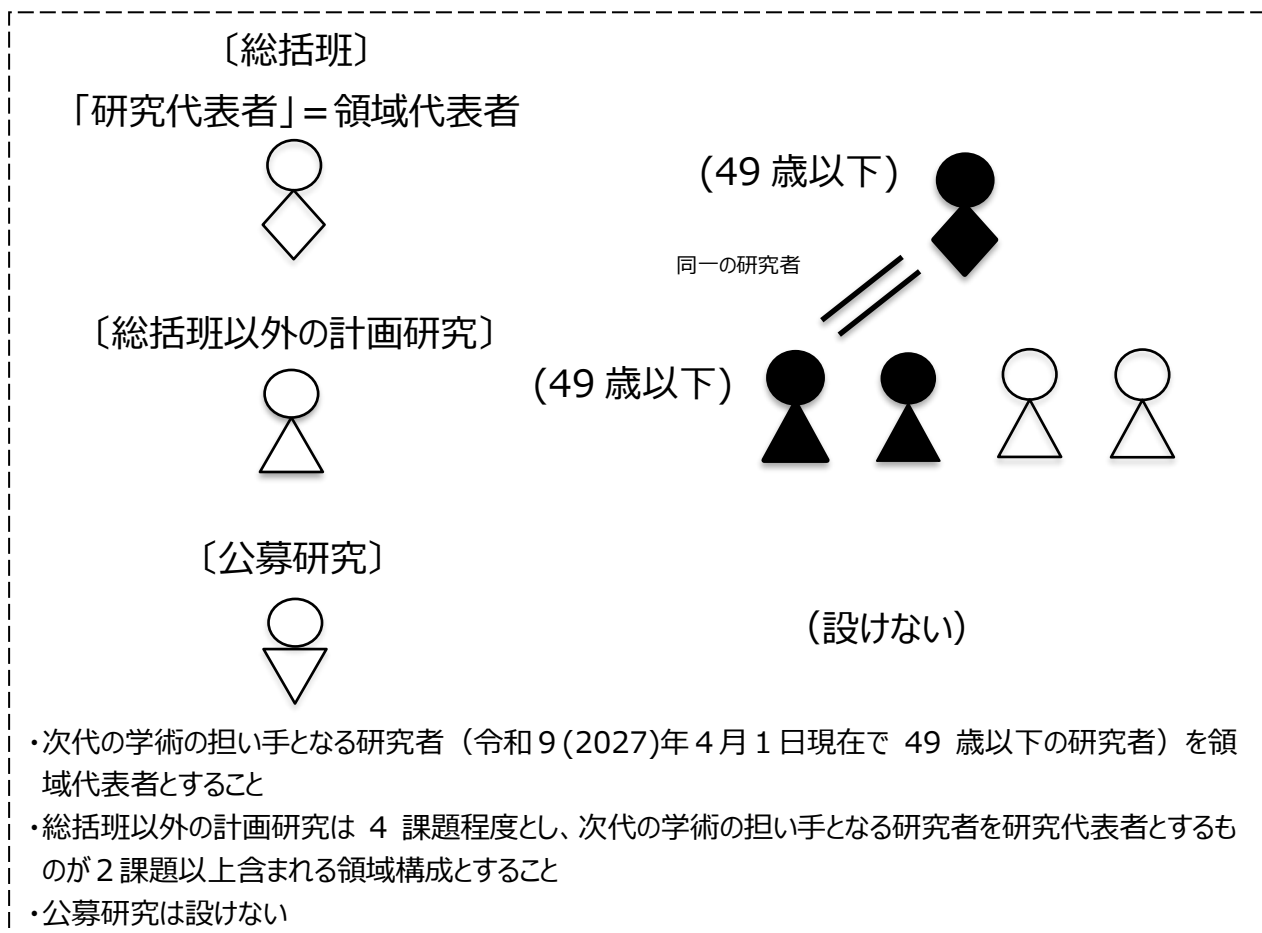 〔総括班〕
「研究代表者」=領域代表者
(49 歳以下)
同一の研究者
〔総括班以外の計画研究〕
(49 歳以下)
〔公募研究〕
（設けない）
・次代の学術の担い手となる研究者（令和９(2027)年４月１日現在で 49 歳以下の研究者）を領
域代表者とすること
・総括班以外の計画研究は 4 課題程度とし、次代の学術の担い手となる研究者を研究代表者とするも
のが２課題以上含まれる領域構成とすること
・公募研究は設けない